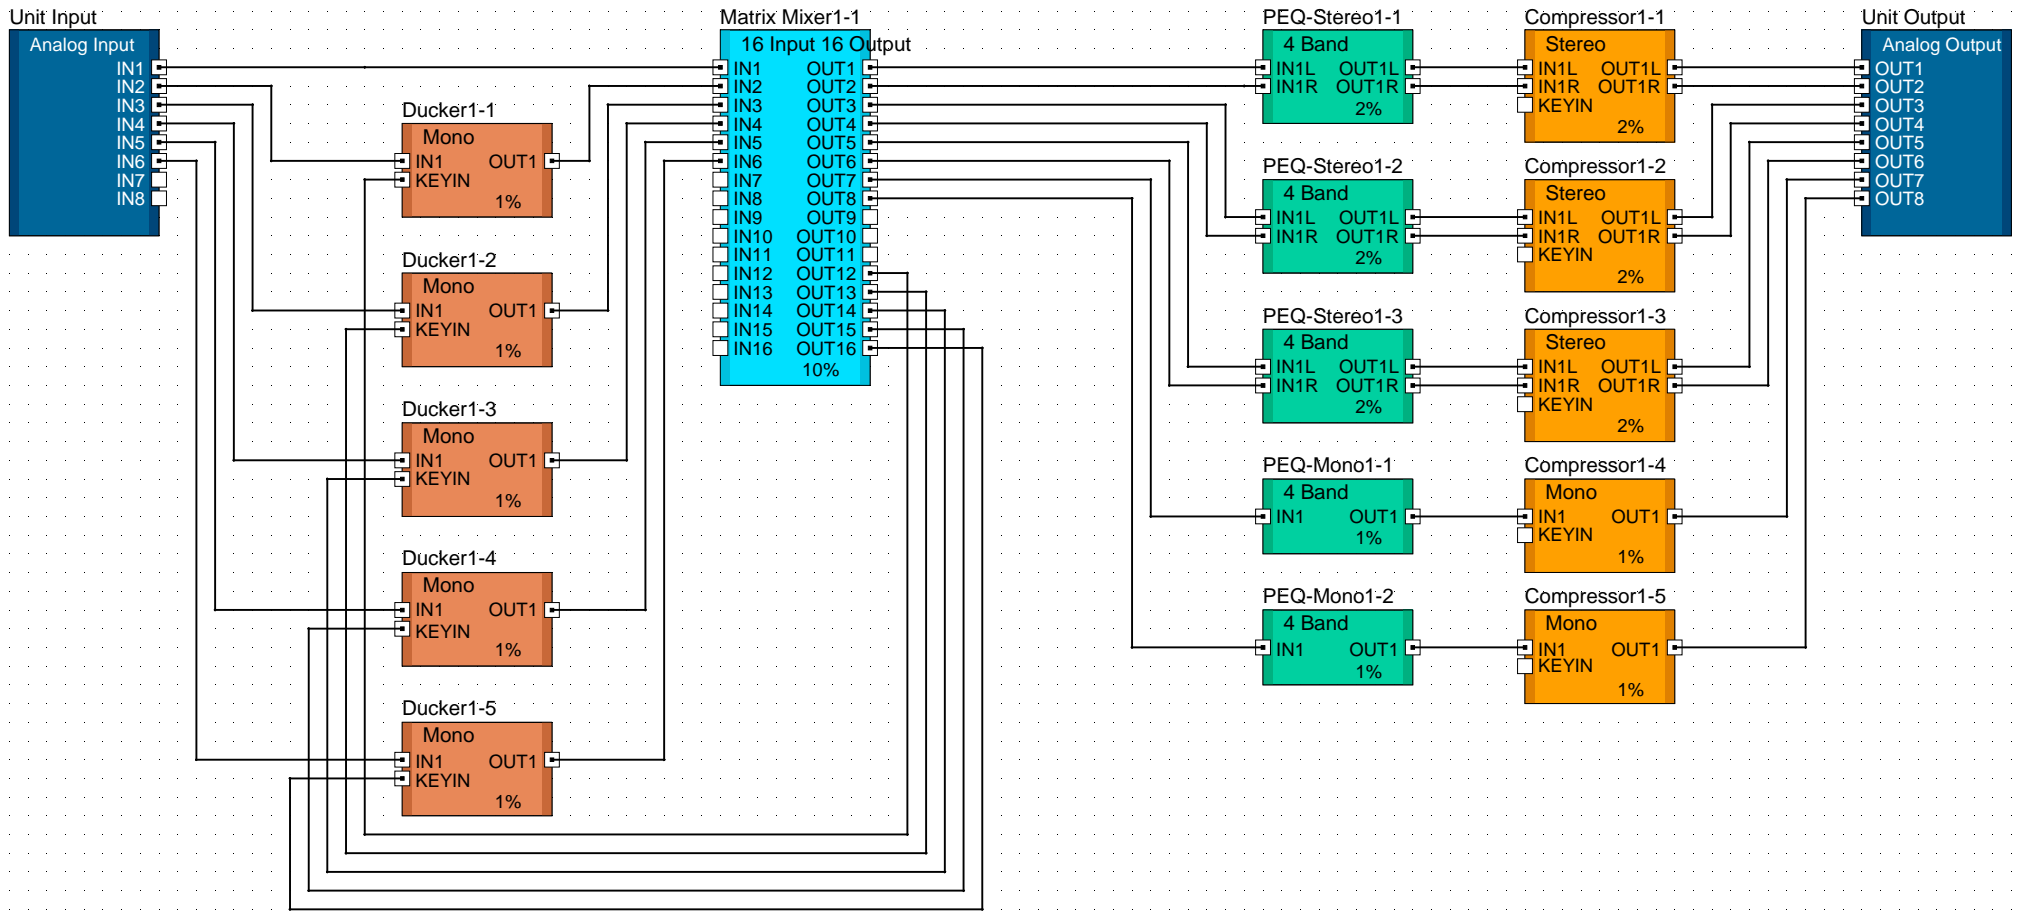 Unit Input
Analog Input
IN1
IN2
IN3
IN4
IN5
IN6
IN7
IN8
Ducker1-1
Mono
IN1 OUT1
KEYIN
1%
Ducker1-2
Mono
IN1 OUT1
KEYIN
1%
Ducker1-3
Mono
IN1 OUT1
KEYIN
1%
Ducker1-4
Mono
IN1 OUT1
KEYIN
1%
Ducker1-5
Mono
IN1 OUT1
KEYIN
1%
Matrix Mixer1-1
16 Input 16 Output
IN1 OUT1
IN2 OUT2
IN3 OUT3
IN4 OUT4
IN5 OUT5
IN6 OUT6
IN7 OUT7
IN8 OUT8
IN9 OUT9
IN10 OUT10
IN11 OUT11
IN12 OUT12
IN13 OUT13
IN14 OUT14
IN15 OUT15
IN16 OUT16
10%
PEQ-Stereo1-1
4 Band
IN1L OUT1L
IN1R OUT1R
2%
PEQ-Stereo1-2
4 Band
IN1L OUT1L
IN1R OUT1R
2%
PEQ-Stereo1-3
4 Band
IN1L OUT1L
IN1R OUT1R
2%
PEQ-Mono1-1
4 Band
IN1 OUT1
1%
PEQ-Mono1-2
4 Band
IN1 OUT1
1%
Compressor1-1
Stereo
IN1L OUT1L
IN1R OUT1R
KEYIN
2%
Compressor1-2
Stereo
IN1L OUT1L
IN1R OUT1R
KEYIN
2%
Compressor1-3
Stereo
IN1L OUT1L
IN1R OUT1R
KEYIN
2%
Compressor1-4
Mono
IN1 OUT1
KEYIN
1%
Compressor1-5
Mono
IN1 OUT1
KEYIN
1%
Unit Output
Analog Output
OUT1
OUT2
OUT3
OUT4
OUT5
OUT6
OUT7
OUT8